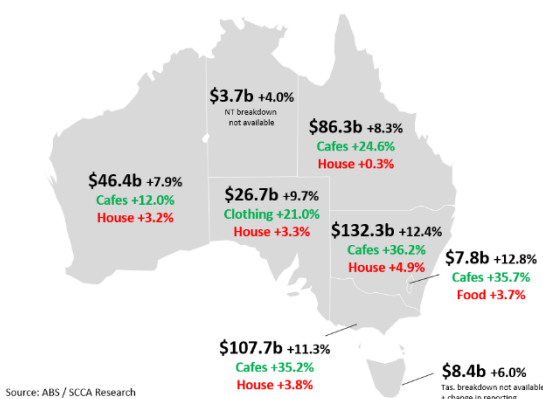 $3.7b +4.0%
NT breakdown
not available
$86.3b +8.3%
Cafes +24.6%
House +0.3%
$46.4b +7.9%
Cafes +12.0%
House +3.2%
$26.7b +9.7%
Clothing +21.0%
House +3.3%
$132.3b +12.4%
Cafes +36.2%
House +4.9%
$7.8b +12.8%
Cafes +35.7%
Food +3.7%
$107.7b +11.3%
Cafes +35.2%
House +3.8%
$8.4b +6.0%
Tas. breakdown not available
+ change in reporting
Source: ABS / SCCA Research